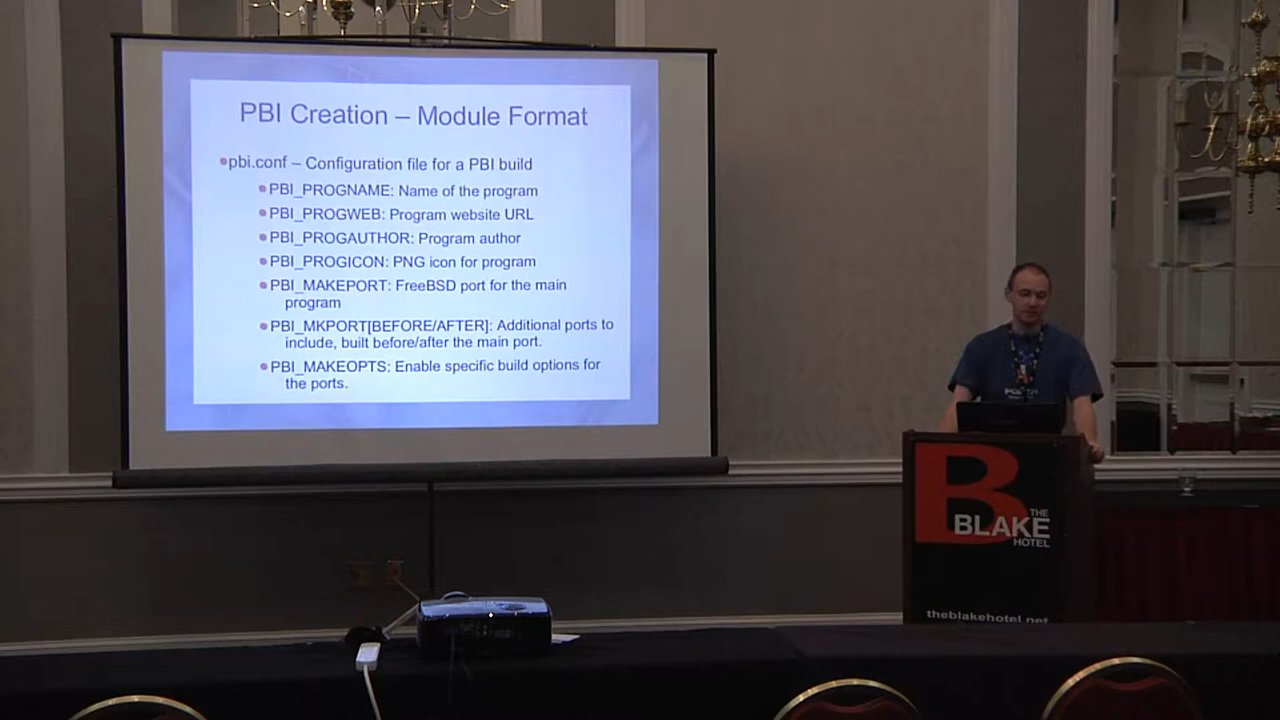 PBI Creation – Module Format
pbi.conf – Configuration file for a PBI build
PBI_PROGNAME: Name of the program
PBI_PROGWEB: Program website URL
PBI_PROGAUTHOR: Program author
PBI_PROGICON: PNG icon for program
PBI_MAKEPORT: FreeBSD port for the main
program
PBI_MKPORT[BEFORE/AFTER]: Additional ports to
include, built before/after the main port.
PBI_MAKEOPTS: Enable specific build options for
the ports.
B
THE
BLAKE
HOTEL
theblakehotel.net